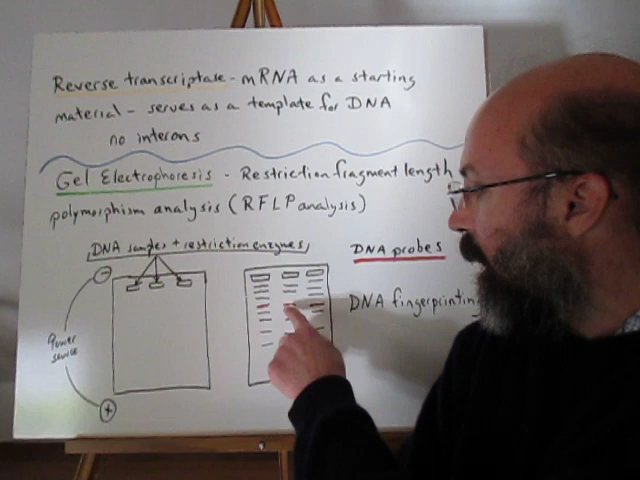 Reverse transcriptase - mRNA as a starting
material - serves as a template for DNA
no interons
Gel Electrophoresis - Restriction fragment length
polymorphism analysis (RFLP analysis)
DNA samples + restriction enzymes
DNA probes
DNA fingerprinting
−
Power
source
+